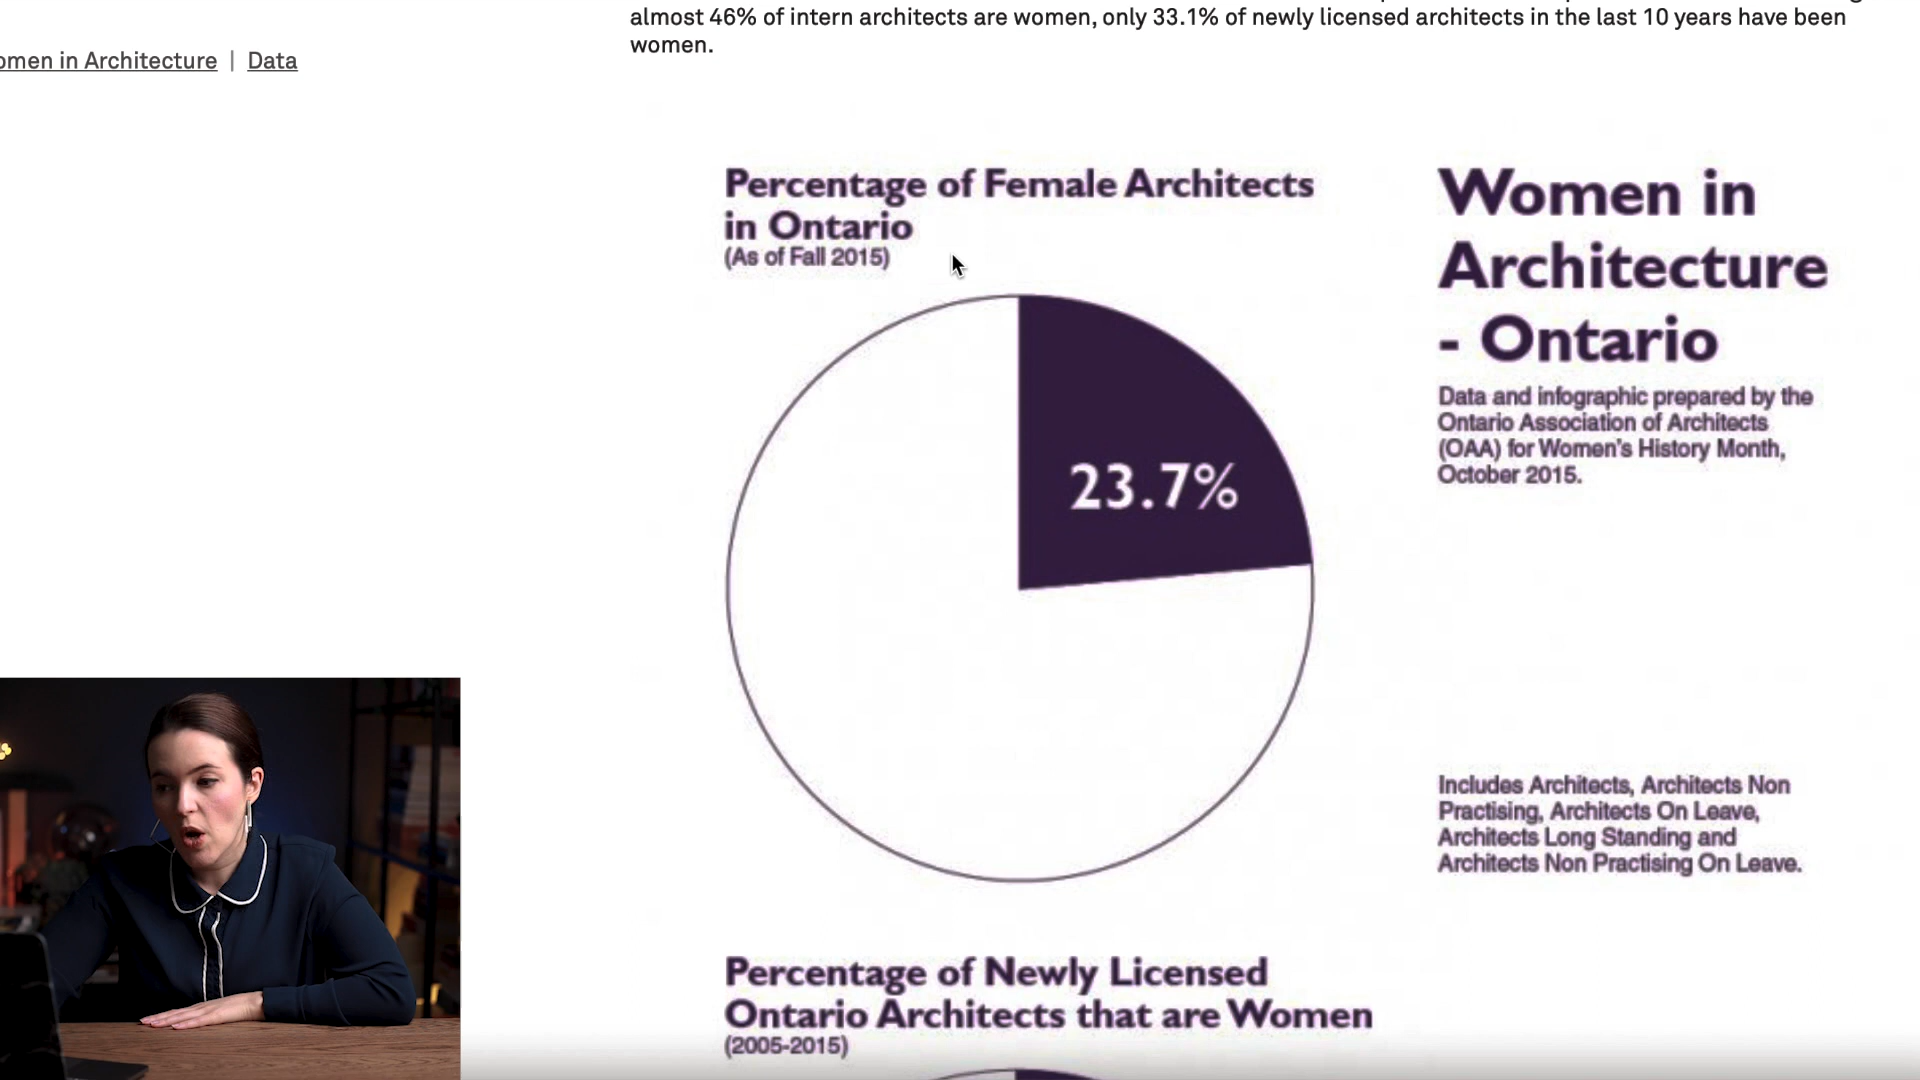 almost 46% of intern architects are women, only 33.1% of newly licensed architects in the last 10 years have been
women.
in Architecture | Data
Percentage of Female Architects
in Ontario
(As of Fall 2015)
23.7%
Women in
Architecture
- Ontario
Data and infographic prepared by the
Ontario Association of Architects
(OAA) for Women's History Month,
October 2015.
Includes Architects, Architects Non
Practising, Architects On Leave,
Architects Long Standing and
Architects Non Practising On Leave.
Percentage of Newly Licensed
Ontario Architects that are Women
(2005-2015)